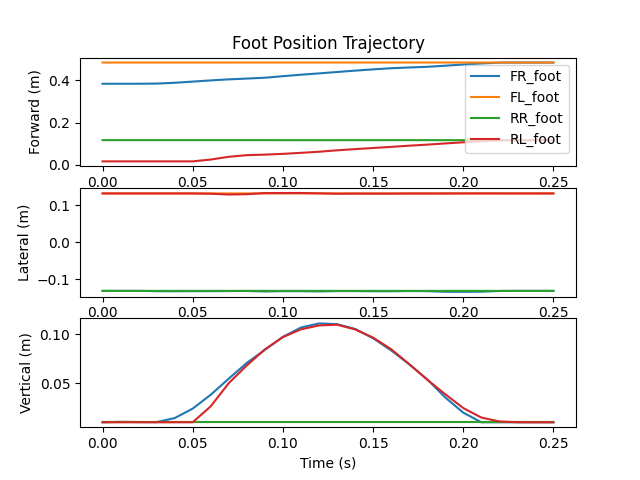 Foot Position Trajectory
Forward (m)
0.4
0.2
0.0
FR_foot
FL_foot
RR_foot
RL_foot
0.00 0.05 0.10 0.15 0.20 0.25
Lateral (m)
0.1
0.0
−0.1
0.00 0.05 0.10 0.15 0.20 0.25
Vertical (m)
0.10
0.05
0.00 0.05 0.10 0.15 0.20 0.25
Time (s)